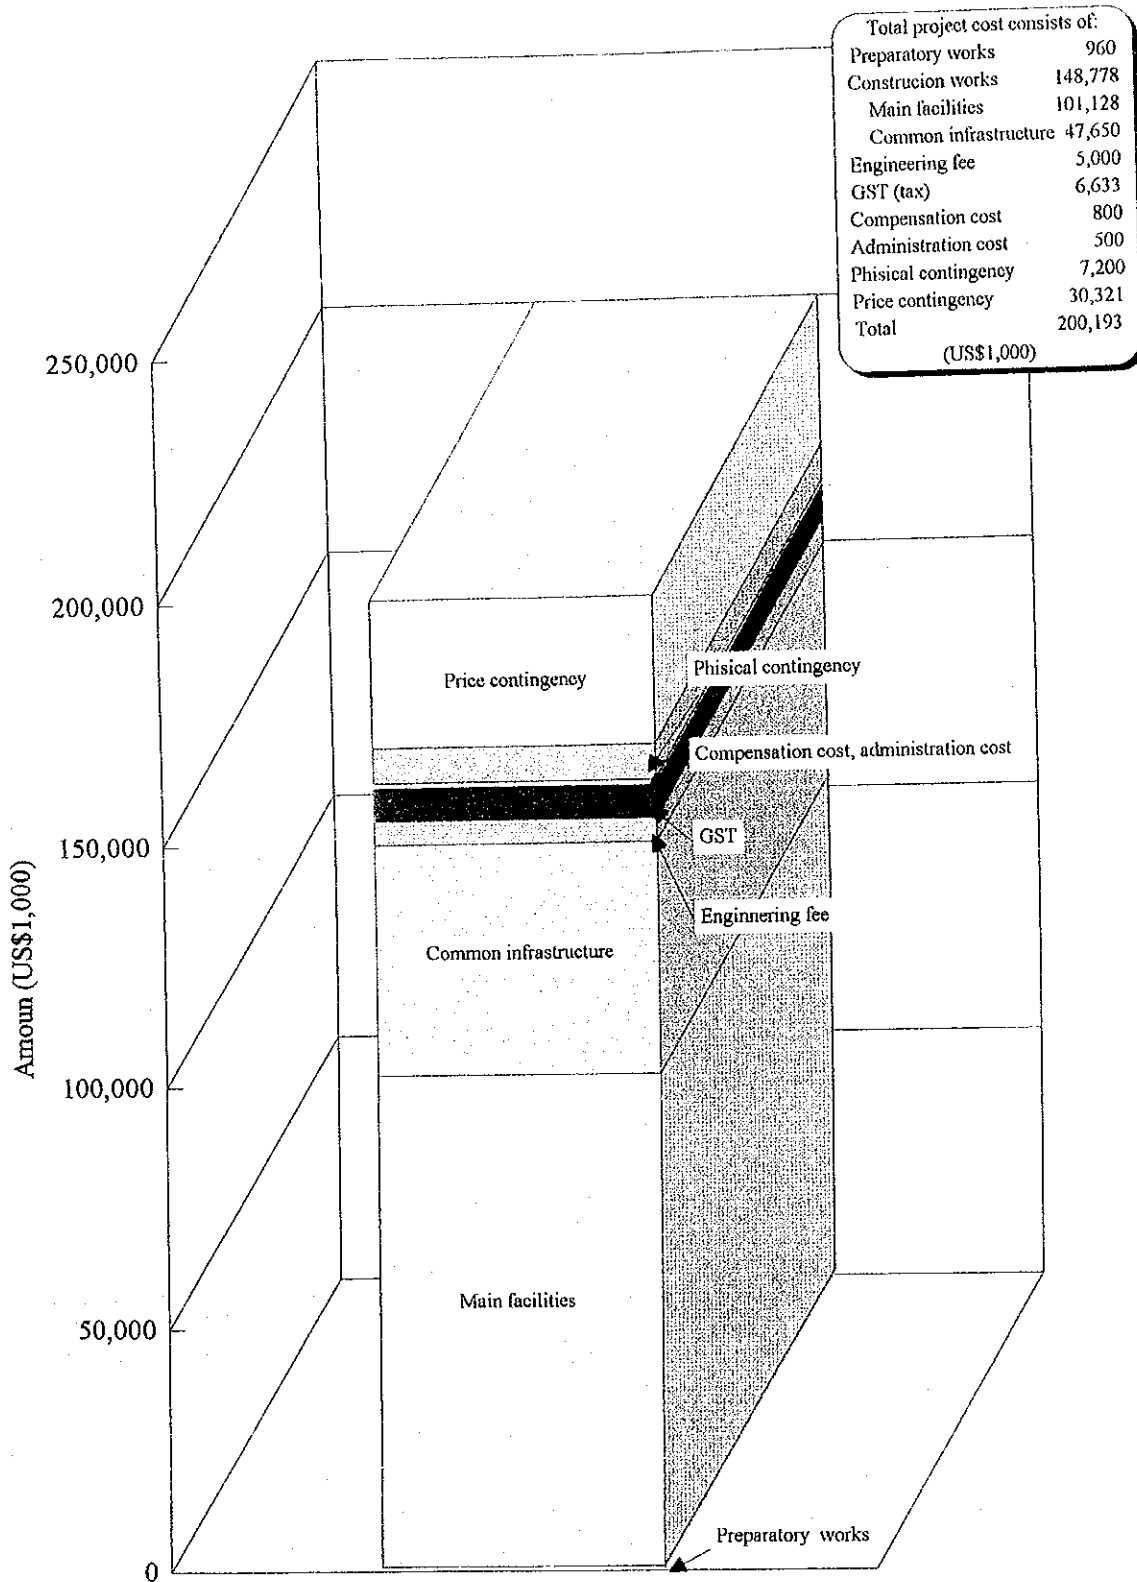 Total project cost consists of:
Preparatory works 960
Construcion works 148,778
Main facilities 101,128
Common infrastructure 47,650
Engineering fee 5,000
GST (tax) 6,633
Compensation cost 800
Administration cost 500
Phisical contingency 7,200
Price contingency 30,321
Total 200,193
(US$1,000)
250,000
200,000
150,000
100,000
50,000
0
Amoun (US$1,000)
Price contingency
Phisical contingency
Compensation cost, administration cost
GST
Enginnering fee
Common infrastructure
Main facilities
Preparatory works